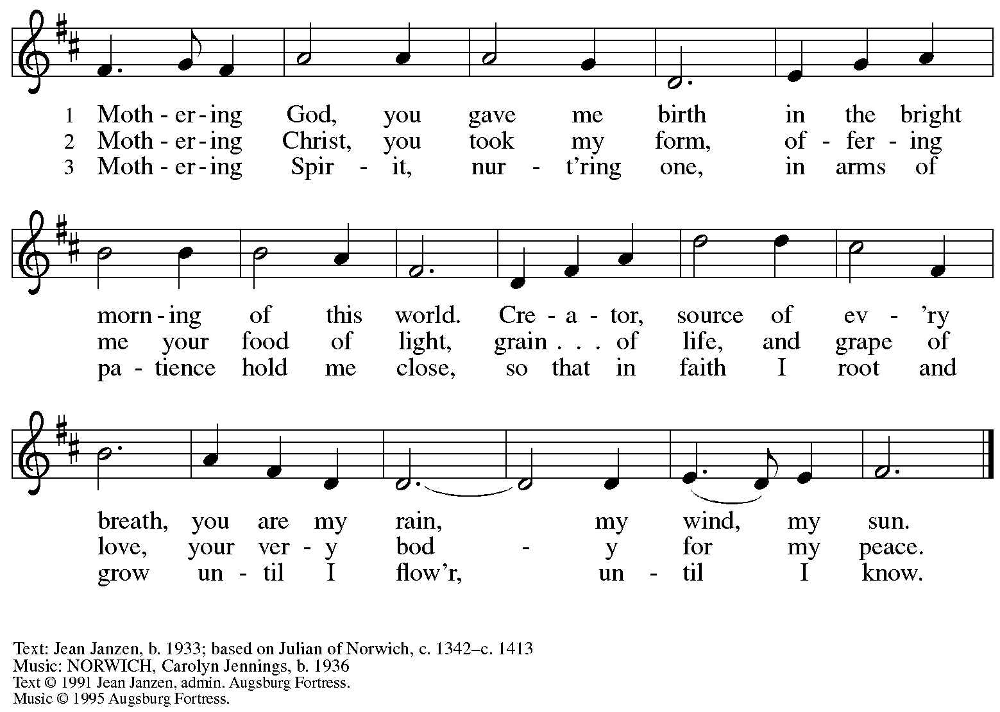 1 Moth - er - ing God, you gave me birth in the bright
2 Moth - er - ing Christ, you took my form, of - fer - ing
3 Moth - er - ing Spir - it, nur - t’ring one, in arms of
morn - ing of this world. Cre - a - tor, source of ev - ’ry
me your food of light, grain . . . of life, and grape of
pa - tience hold me close, so that in faith I root and
breath, you are my rain, my wind, my sun.
love, your ver - y bod - y for my peace.
grow un - til I flow’r, un - til I know.
Text: Jean Janzen, b. 1933; based on Julian of Norwich, c. 1342–c. 1413
Music: NORWICH, Carolyn Jennings, b. 1936
Text © 1991 Jean Janzen, admin. Augsburg Fortress.
Music © 1995 Augsburg Fortress.